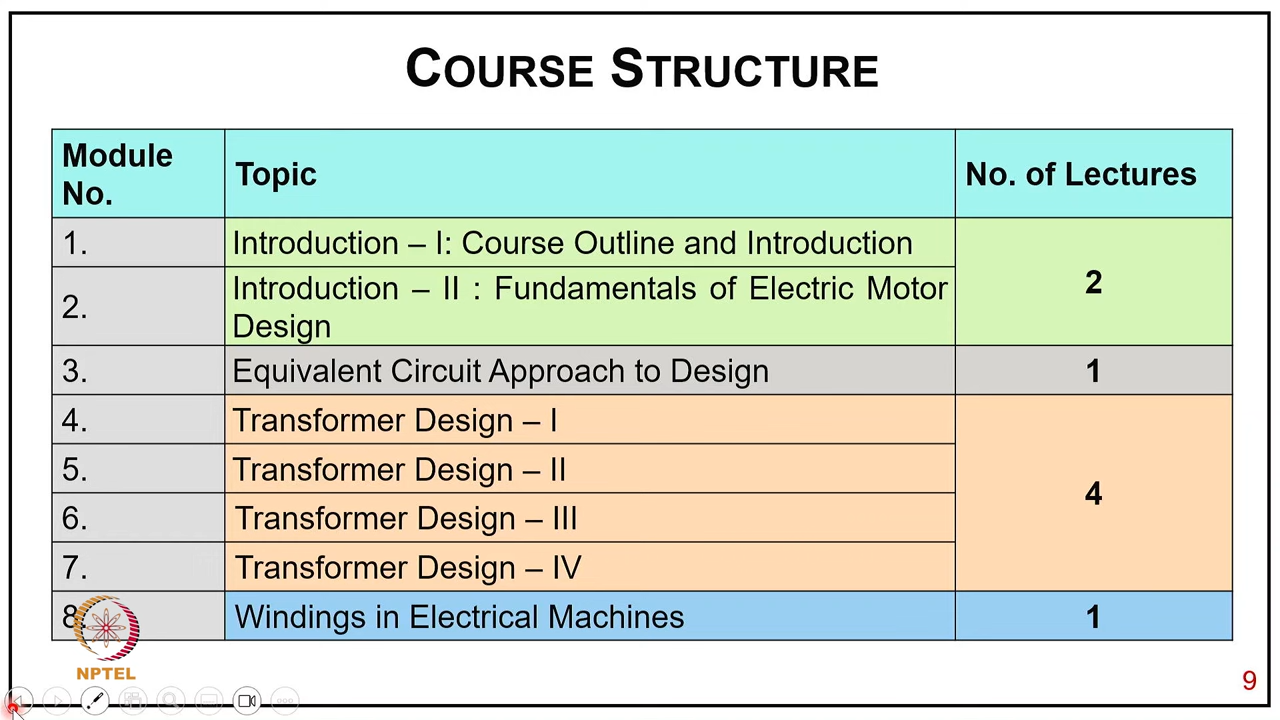 COURSE STRUCTURE
Module No.
Topic
No. of Lectures
1.
Introduction – I: Course Outline and Introduction
2
2.
Introduction – II : Fundamentals of Electric Motor
Design
3.
Equivalent Circuit Approach to Design
1
4.
Transformer Design – I
4
5.
Transformer Design – II
6.
Transformer Design – III
7.
Transformer Design – IV
8.
Windings in Electrical Machines
1
NPTEL
9